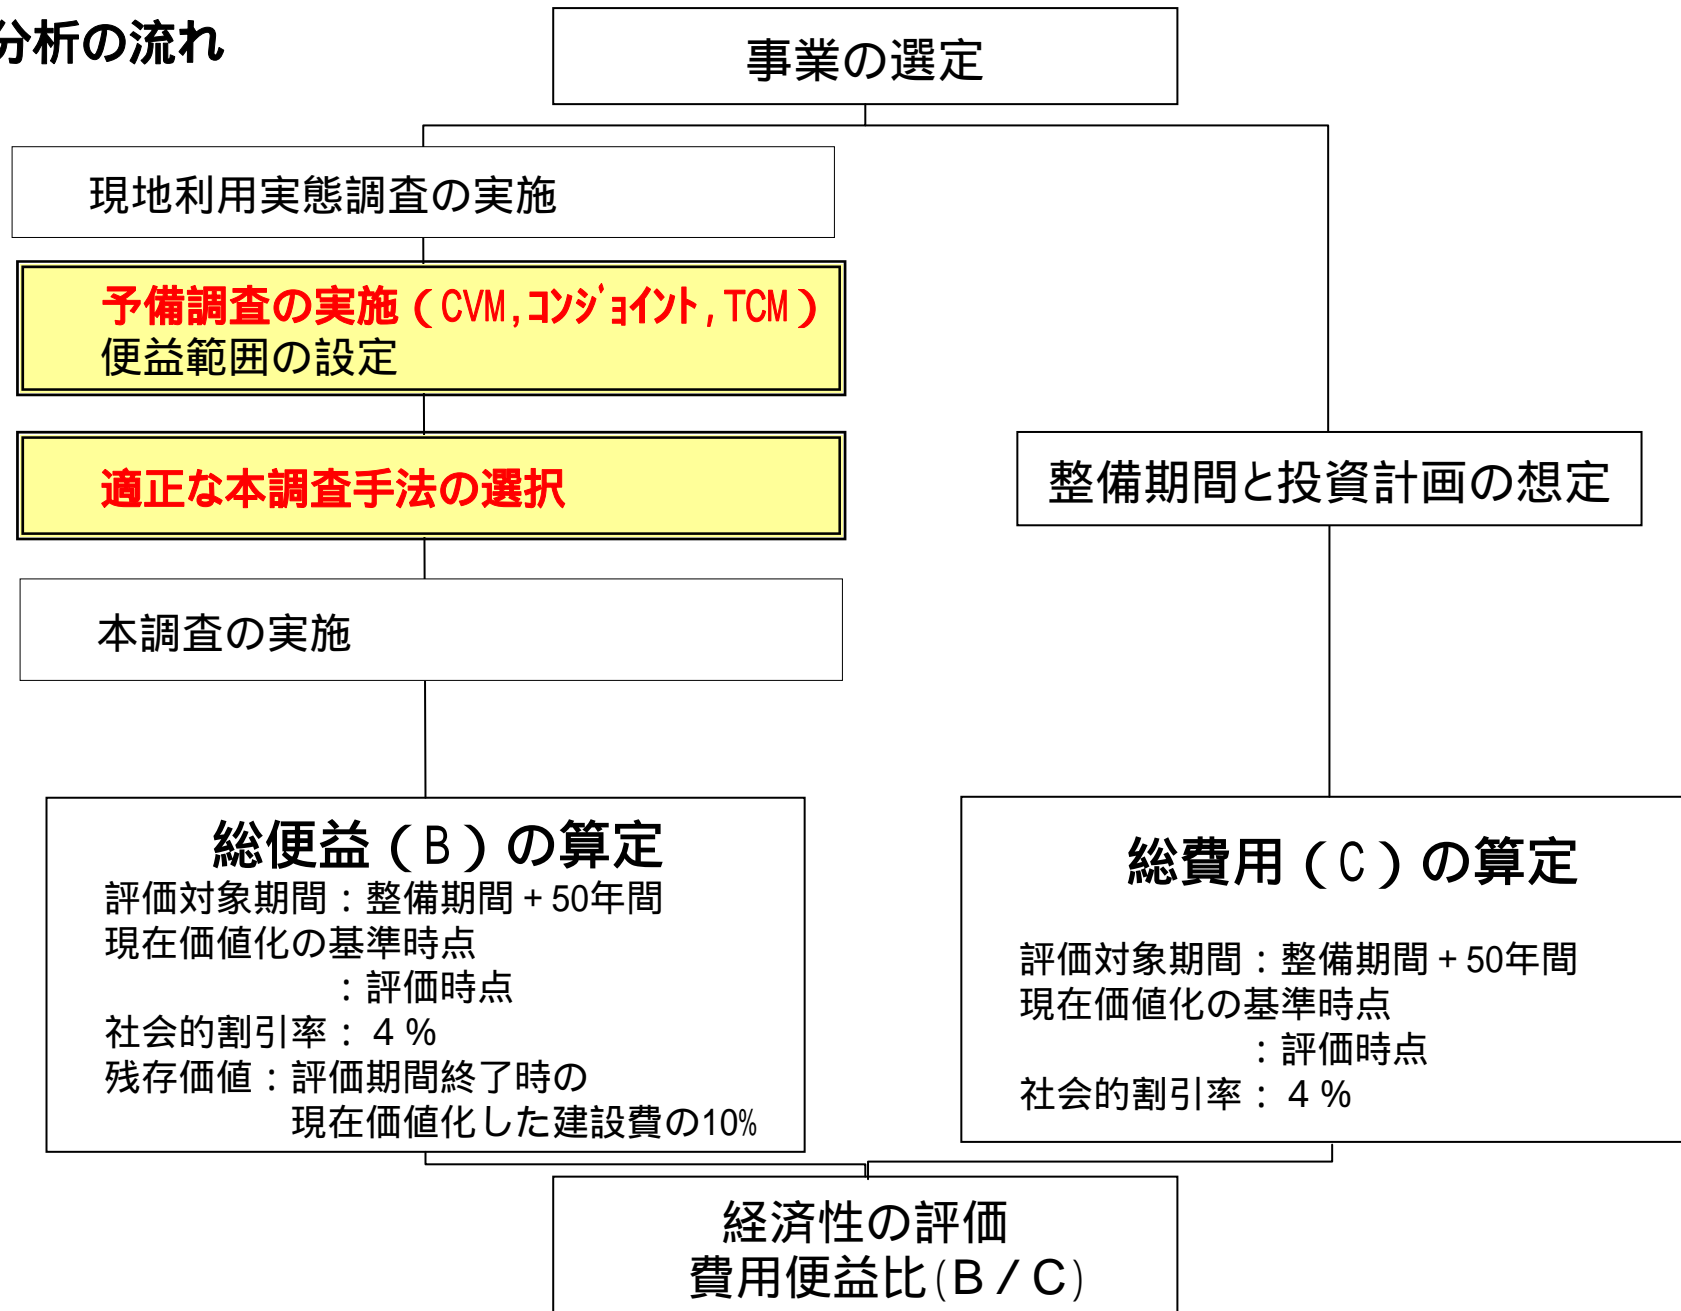 分析の流れ
事業の選定
現地利用実態調査の実施
予備調査の実施（CVM,ｺﾝｼﾞｮｲﾝﾄ,TCM）
便益範囲の設定
適正な本調査手法の選択
整備期間と投資計画の想定
本調査の実施
総便益（B）の算定
評価対象期間：整備期間＋50年間
現在価値化の基準時点
：評価時点
社会的割引率：４％
残存価値：評価期間終了時の
現在価値化した建設費の10%
総費用（C）の算定
評価対象期間：整備期間＋50年間
現在価値化の基準時点
：評価時点
社会的割引率：４％
経済性の評価
費用便益比(Ｂ／Ｃ)